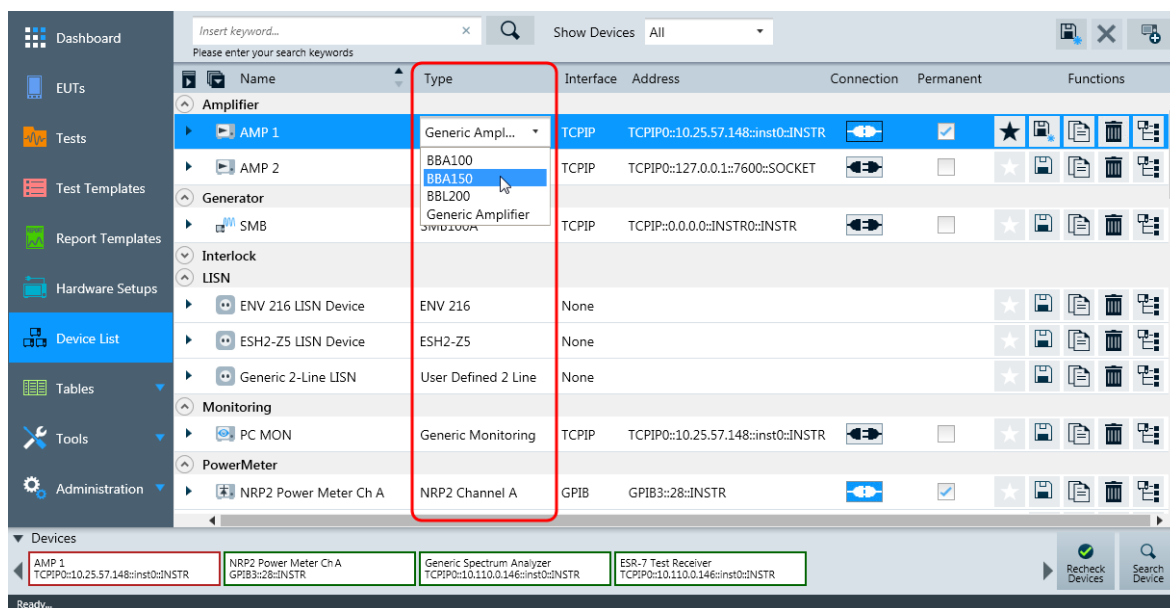 Dashboard
EUTs
Tests
Test Templates
Report Templates
Hardware Setups
Device List
Tables
Tools
Administration
Insert keyword...
Please enter your search keywords
Show Devices All
Name Type Interface Address Connection Permanent Functions
Amplifier
AMP 1 Generic Ampl... TCPIP TCPIP0::10.25.57.148::inst0::INSTR
BBA100
BBA150
BBL200
Generic Amplifier
AMP 2 TCPIP TCPIP0::127.0.0.1::7600::SOCKET
Generator
SMB SMB100A TCPIP TCPIP::0.0.0.0::INSTR0::INSTR
Interlock
LISN
ENV 216 LISN Device ENV 216 None
ESH2-Z5 LISN Device ESH2-Z5 None
Generic 2-Line LISN User Defined 2 Line None
Monitoring
PC MON Generic Monitoring TCPIP TCPIP0::10.25.57.148::inst0::INSTR
PowerMeter
NRP2 Power Meter Ch A NRP2 Channel A GPIB GPIB3::28::INSTR
Devices
AMP 1
TCPIP0::10.25.57.148::inst0::INSTR
NRP2 Power Meter Ch A
GPIB3::28::INSTR
Generic Spectrum Analyzer
TCPIP0::10.110.0.146::inst0::INSTR
ESR-7 Test Receiver
TCPIP0::10.110.0.146::inst0::INSTR
Recheck
Devices
Search
Device
Ready...